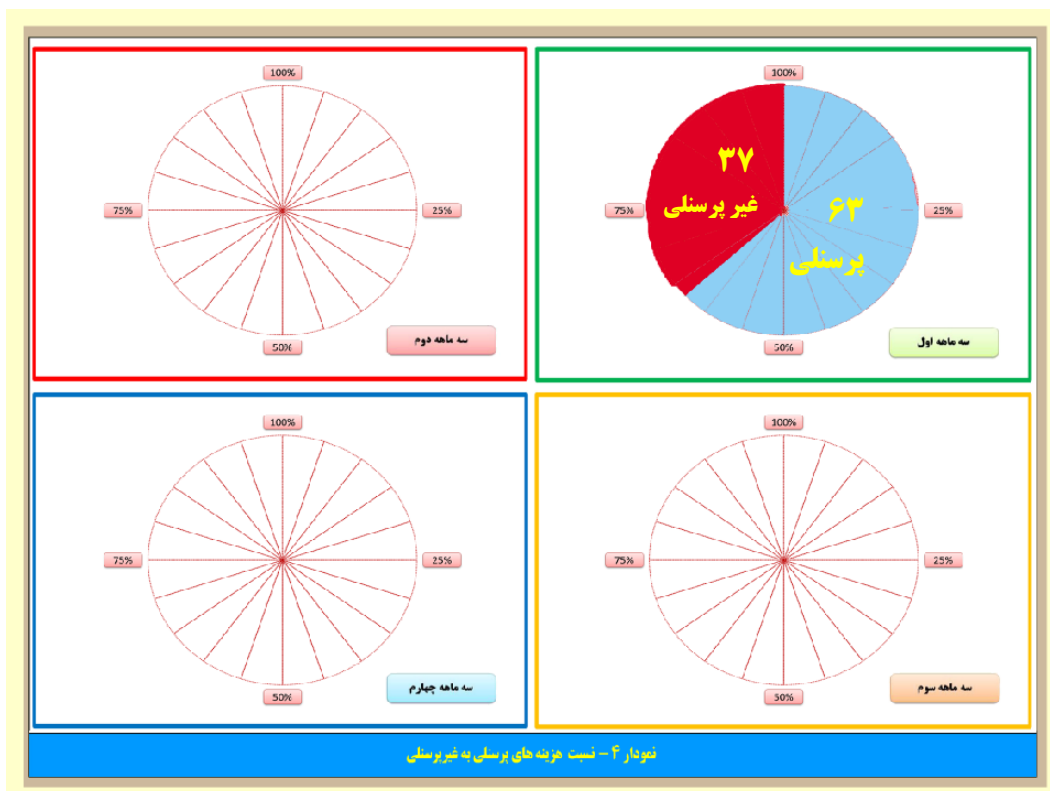 100%
75%
25%
50%
۳۷
غیر پرسنلی
۶۳
پرسنلی
سه ماهه اول
100%
75%
25%
50%
سه ماهه دوم
100%
75%
25%
50%
سه ماهه سوم
100%
75%
25%
50%
سه ماهه چهارم
نمودار ۴ – نسبت هزینه های پرسنلی به غیرپرسنلی